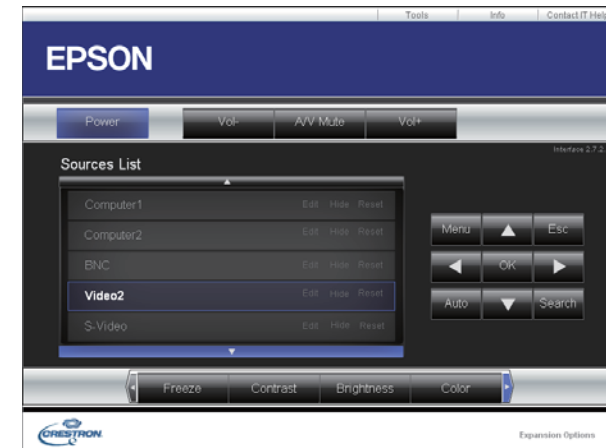 Tools Info Contact IT Help
EPSON
Power Vol- A/V Mute Vol+
Interface 2.7.2.
Sources List
Computer1 Edit Hide Reset
Computer2 Edit Hide Reset
BNC Edit Hide Reset
Video2 Edit Hide Reset
S-Video Edit Hide Reset
Menu Esc
OK
Auto Search
Freeze Contrast Brightness Color
CRESTRON
Expansion Options